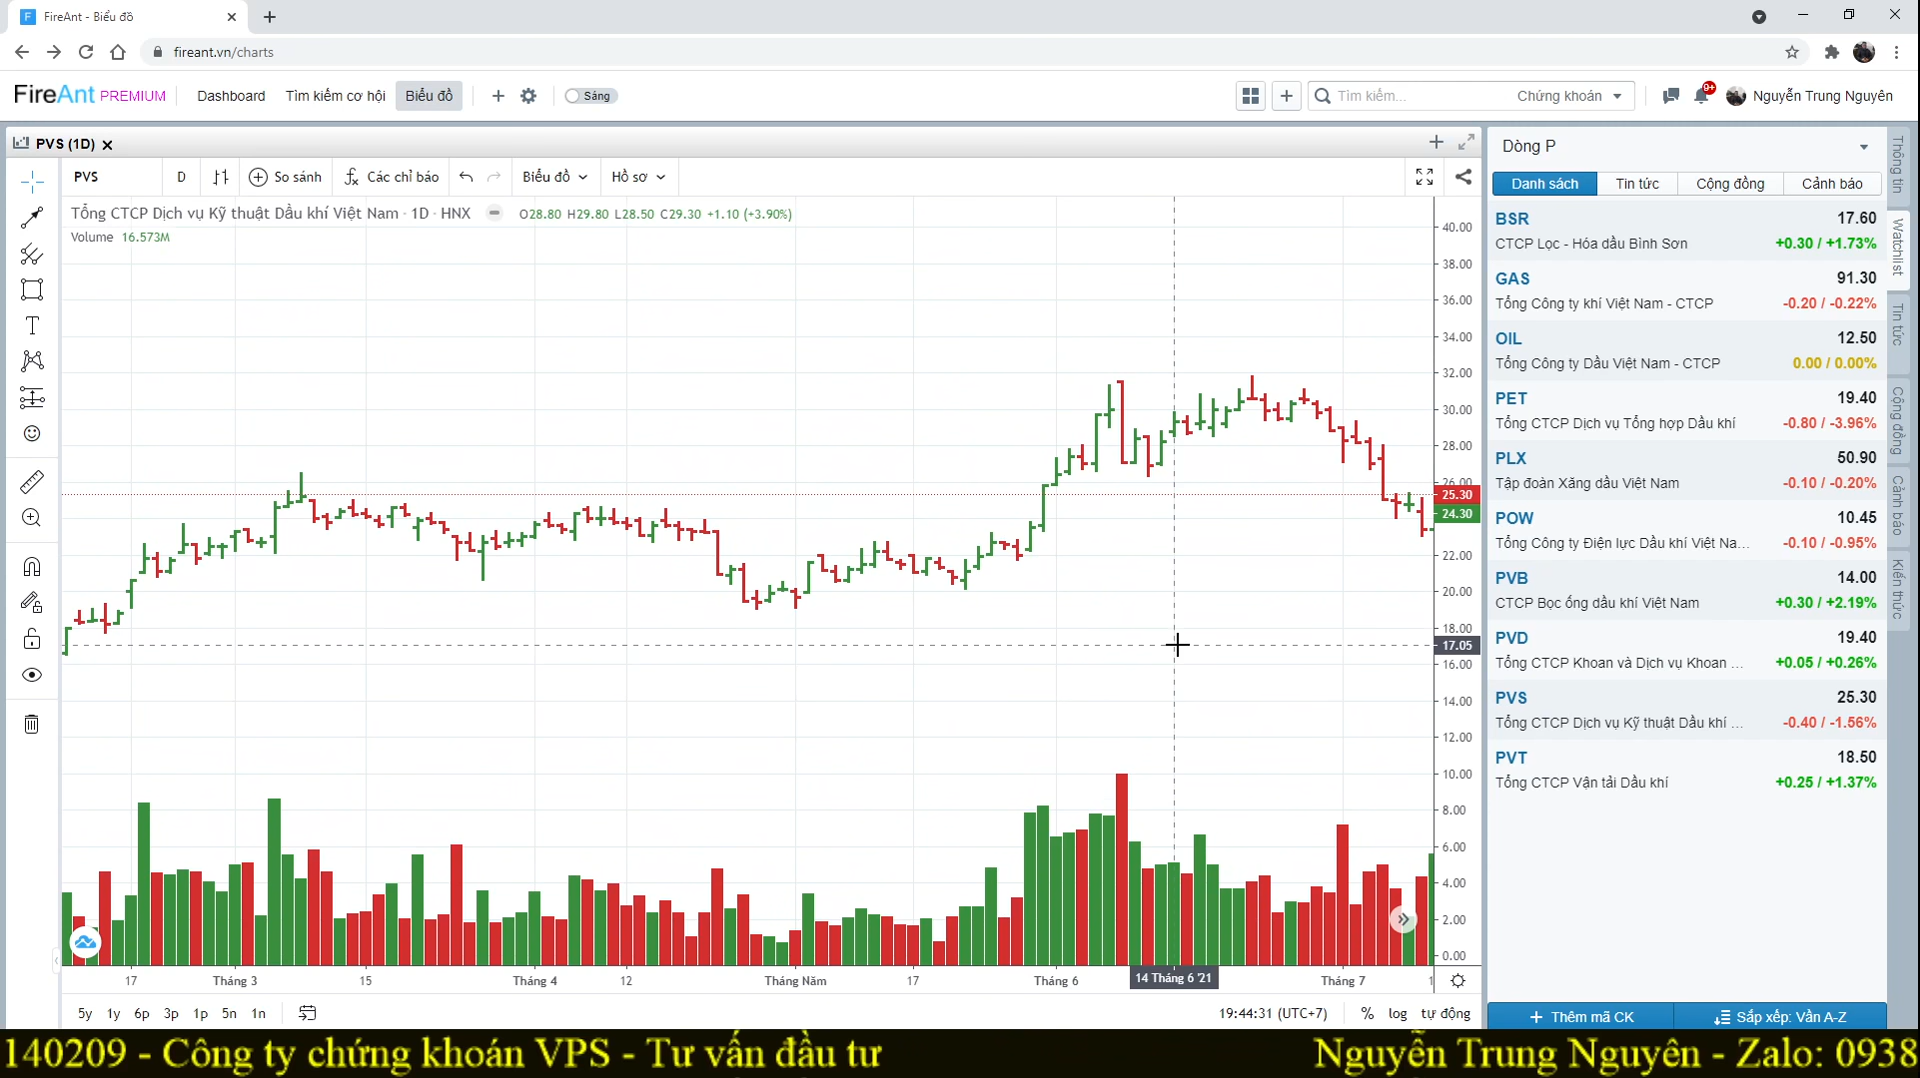 FireAnt - Biểu đồ
fireant.vn/charts
FireAnt PREMIUM
Dashboard
Tìm kiếm cơ hội
Biểu đồ
Sáng
Tìm kiếm...
Chứng khoán
9+
Nguyễn Trung Nguyên
PVS (1D)
PVS
D
So sánh
Các chỉ báo
Biểu đồ
Hồ sơ
Tổng CTCP Dịch vụ Kỹ thuật Dầu khí Việt Nam · 1D · HNX
O28.80 H29.80 L28.50 C29.30 +1.10 (+3.90%)
Volume 16.573M
40.00
38.00
36.00
34.00
32.00
30.00
28.00
26.00
25.30
24.30
22.00
20.00
18.00
17.05
16.00
14.00
12.00
10.00
8.00
6.00
4.00
2.00
0.00
17
Tháng 3
15
Tháng 4
12
Tháng Năm
17
Tháng 6
14 Tháng 6 '21
Tháng 7
5y
1y
6p
3p
1p
5n
1n
19:44:31 (UTC+7)
%
log
tự động
Dòng P
Danh sách
Tin tức
Cộng đồng
Cảnh báo
BSR 17.60
CTCP Lọc - Hóa dầu Bình Sơn +0.30 / +1.73%
GAS 91.30
Tổng Công ty khí Việt Nam - CTCP -0.20 / -0.22%
OIL 12.50
Tổng Công ty Dầu Việt Nam - CTCP 0.00 / 0.00%
PET 19.40
Tổng CTCP Dịch vụ Tổng hợp Dầu khí -0.80 / -3.96%
PLX 50.90
Tập đoàn Xăng dầu Việt Nam -0.10 / -0.20%
POW 10.45
Tổng Công ty Điện lực Dầu khí Việt Na... -0.10 / -0.95%
PVB 14.00
CTCP Bọc ống dầu khí Việt Nam +0.30 / +2.19%
PVD 19.40
Tổng CTCP Khoan và Dịch vụ Khoan ... +0.05 / +0.26%
PVS 25.30
Tổng CTCP Dịch vụ Kỹ thuật Dầu khí ... -0.40 / -1.56%
PVT 18.50
Tổng CTCP Vận tải Dầu khí +0.25 / +1.37%
Thêm mã CK
Sắp xếp: Vần A-Z
Thông tin
Watchlist
Tin tức
Cộng đồng
Cảnh báo
Kiến thức
140209 - Công ty chứng khoán VPS - Tư vấn đầu tư
Nguyễn Trung Nguyên - Zalo: 0938